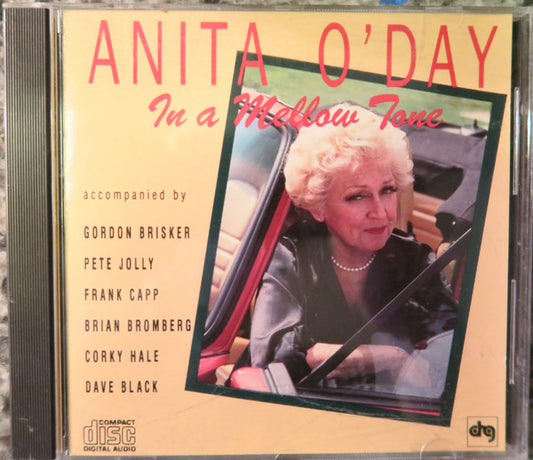 ANITA O'DAY
In a Mellow Tone
accompanied by
GORDON BRISKER
PETE JOLLY
FRANK CAPP
BRIAN BROMBERG
CORKY HALE
DAVE BLACK
COMPACT
disc
DIGITAL AUDIO
drg